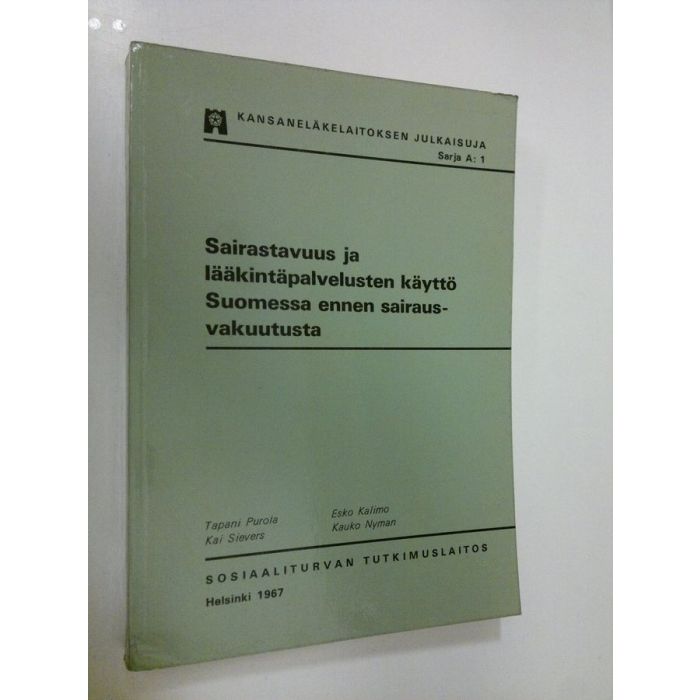 KANSANELÄKELAITOKSEN JULKAISUJA
Sarja A: 1
Sairastavuus ja
lääkintäpalvelusten käyttö
Suomessa ennen sairaus-
vakuutusta
Tapani Purola
Kai Sievers
Esko Kalimo
Kauko Nyman
SOSIAALITURVAN TUTKIMUSLAITOS
Helsinki 1967